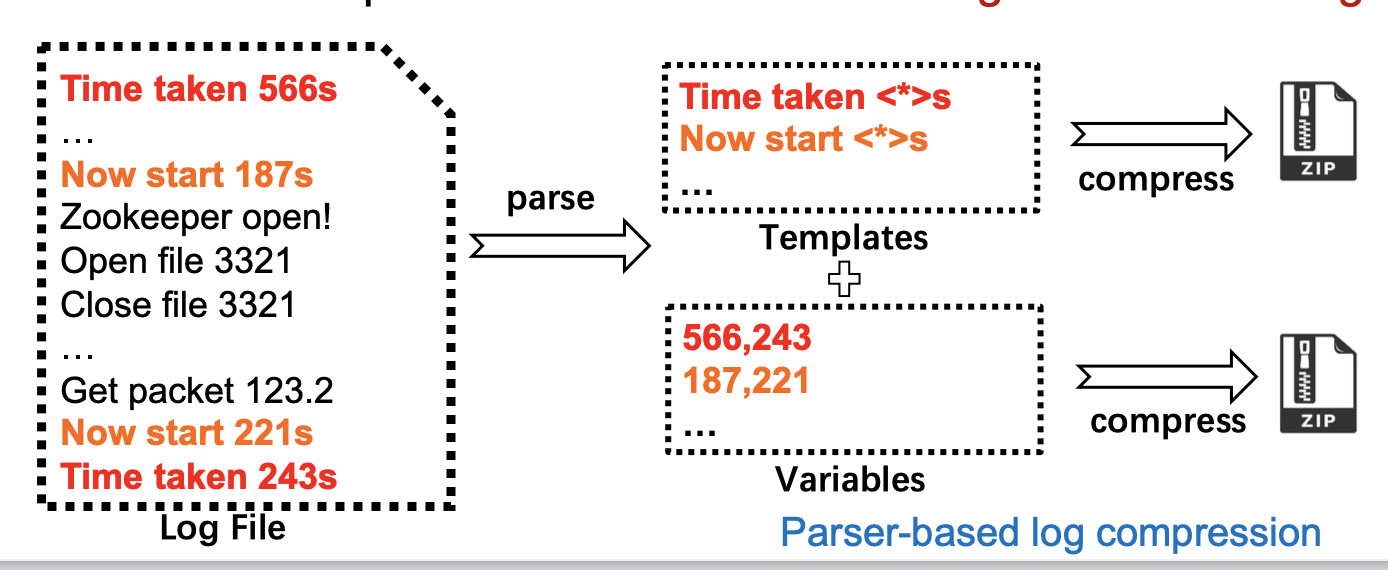 Time taken 566s
...
Now start 187s
Zookeeper open!
Open file 3321
Close file 3321
...
Get packet 123.2
Now start 221s
Time taken 243s
Log File
parse
Time taken <*>s
Now start <*>s
...
Templates
566,243
187,221
...
Variables
compress
ZIP
compress
ZIP
Parser-based log compression